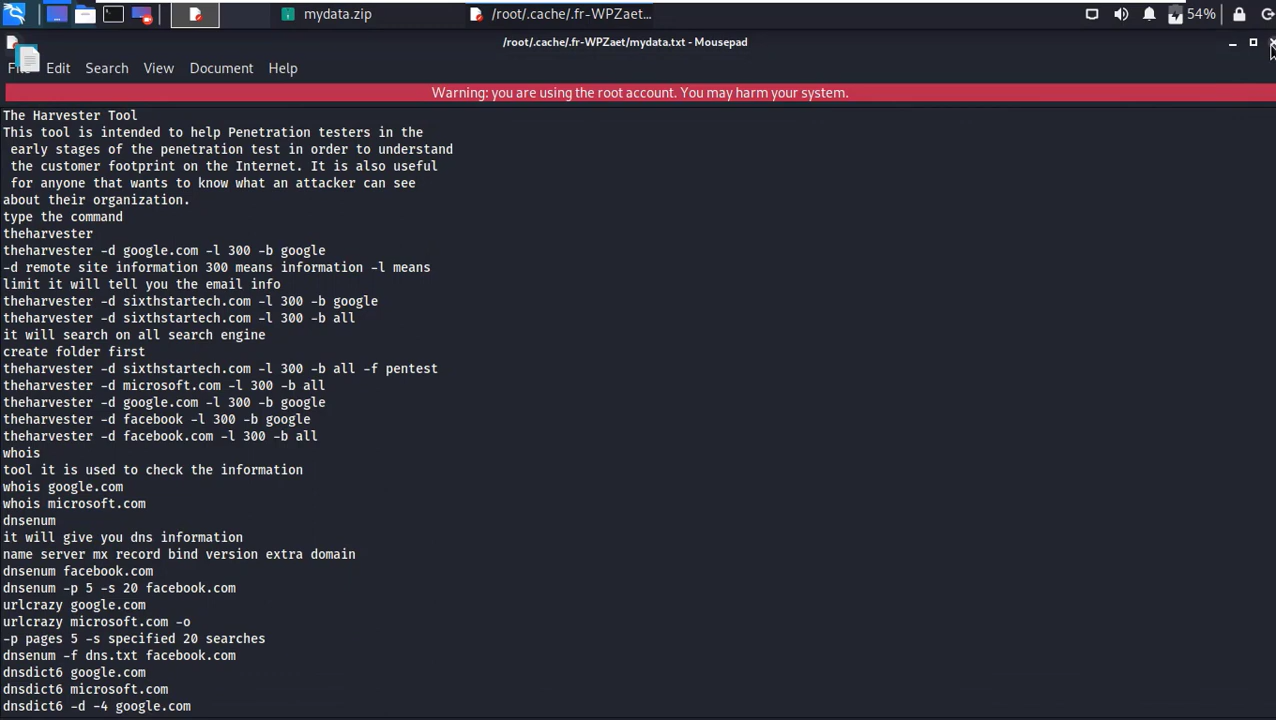 mydata.zip
/root/.cache/.fr-WPZaet...
54%
/root/.cache/.fr-WPZaet/mydata.txt - Mousepad
Edit Search View Document Help
Warning: you are using the root account. You may harm your system.
The Harvester Tool
This tool is intended to help Penetration testers in the
early stages of the penetration test in order to understand
the customer footprint on the Internet. It is also useful
for anyone that wants to know what an attacker can see
about their organization.
type the command
theharvester
theharvester -d google.com -l 300 -b google
-d remote site information 300 means information -l means
limit it will tell you the email info
theharvester -d sixthstartech.com -l 300 -b google
theharvester -d sixthstartech.com -l 300 -b all
it will search on all search engine
create folder first
theharvester -d sixthstartech.com -l 300 -b all -f pentest
theharvester -d microsoft.com -l 300 -b all
theharvester -d google.com -l 300 -b google
theharvester -d facebook -l 300 -b google
theharvester -d facebook.com -l 300 -b all
whois
tool it is used to check the information
whois google.com
whois microsoft.com
dnsenum
it will give you dns information
name server mx record bind version extra domain
dnsenum facebook.com
dnsenum -p 5 -s 20 facebook.com
urlcrazy google.com
urlcrazy microsoft.com -o
-p pages 5 -s specified 20 searches
dnsenum -f dns.txt facebook.com
dnsdict6 google.com
dnsdict6 microsoft.com
dnsdict6 -d -4 google.com